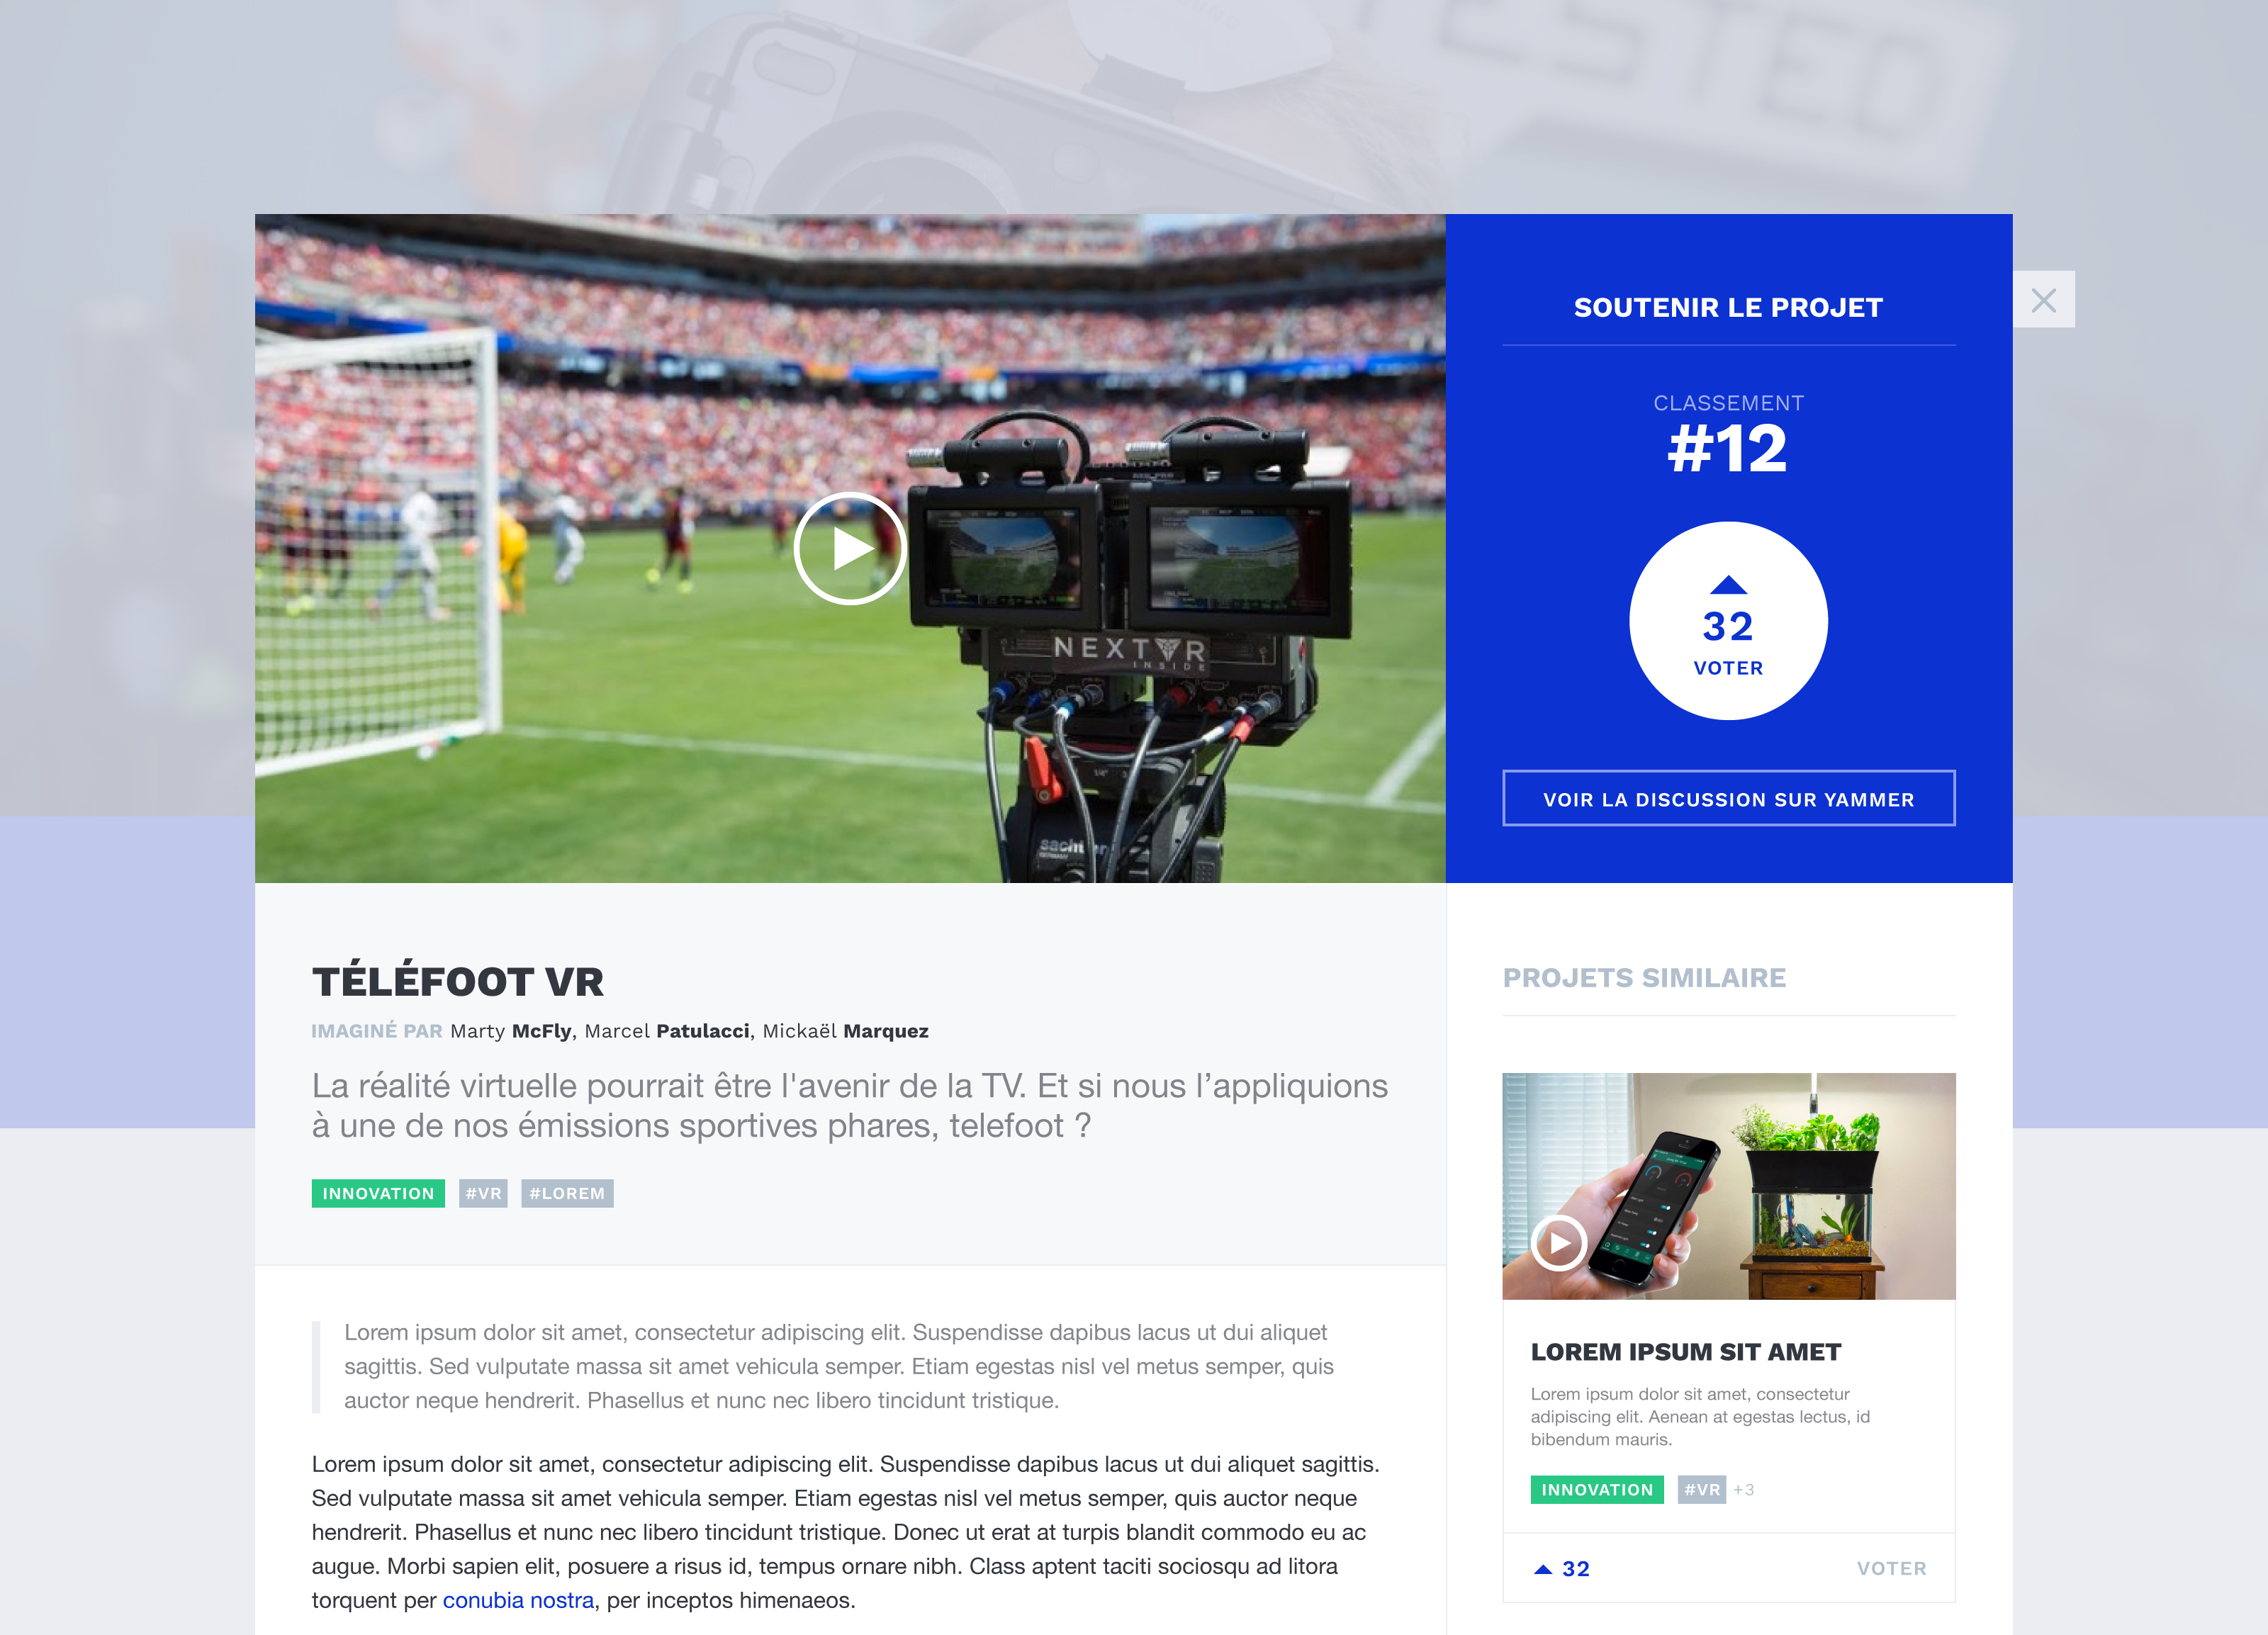 TESTED
SOUTENIR LE PROJET
CLASSEMENT
#12
32
VOTER
VOIR LA DISCUSSION SUR YAMMER
NEXTVR
INSIDE
sachtler
TÉLÉFOOT VR
IMAGINÉ PAR Marty McFly, Marcel Patulacci, Mickaël Marquez
La réalité virtuelle pourrait être l'avenir de la TV. Et si nous l’appliquions
à une de nos émissions sportives phares, telefoot ?
INNOVATION #VR #LOREM
Lorem ipsum dolor sit amet, consectetur adipiscing elit. Suspendisse dapibus lacus ut dui aliquet
sagittis. Sed vulputate massa sit amet vehicula semper. Etiam egestas nisl vel metus semper, quis
auctor neque hendrerit. Phasellus et nunc nec libero tincidunt tristique.
Lorem ipsum dolor sit amet, consectetur adipiscing elit. Suspendisse dapibus lacus ut dui aliquet sagittis.
Sed vulputate massa sit amet vehicula semper. Etiam egestas nisl vel metus semper, quis auctor neque
hendrerit. Phasellus et nunc nec libero tincidunt tristique. Donec ut erat at turpis blandit commodo eu ac
augue. Morbi sapien elit, posuere a risus id, tempus ornare nibh. Class aptent taciti sociosqu ad litora
torquent per conubia nostra, per inceptos himenaeos.
PROJETS SIMILAIRE
LOREM IPSUM SIT AMET
Lorem ipsum dolor sit amet, consectetur
adipiscing elit. Aenean at egestas lectus, id
bibendum mauris.
INNOVATION #VR +3
32 VOTER